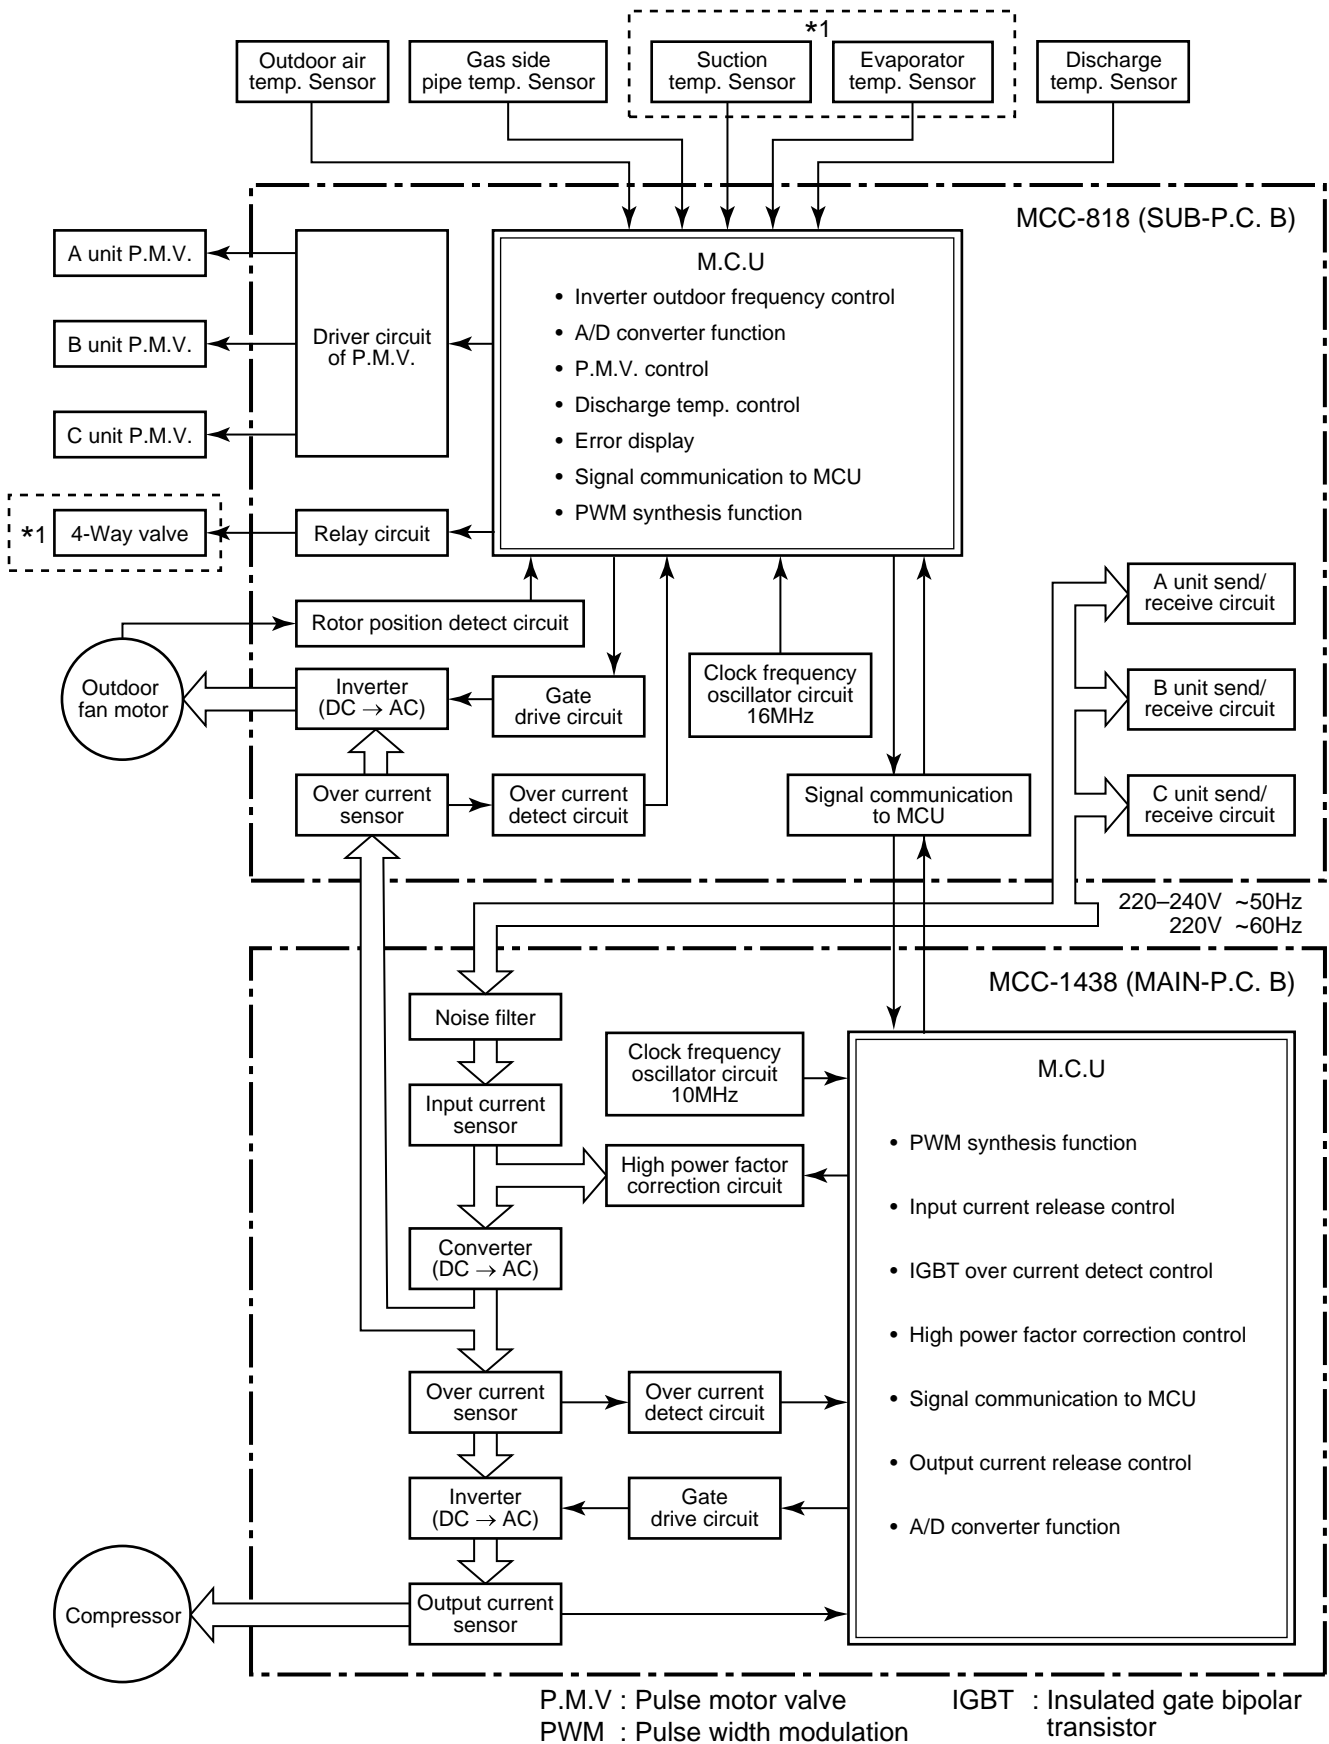 *1
Outdoor air
temp. Sensor
Gas side
pipe temp. Sensor
Suction
temp. Sensor
Evaporator
temp. Sensor
Discharge
temp. Sensor
MCC-818 (SUB-P.C. B)
A unit P.M.V.
B unit P.M.V.
C unit P.M.V.
*1
4-Way valve
Driver circuit
of P.M.V.
Relay circuit
M.C.U
• Inverter outdoor frequency control
• A/D converter function
• P.M.V. control
• Discharge temp. control
• Error display
• Signal communication to MCU
• PWM synthesis function
Rotor position detect circuit
Outdoor
fan motor
Inverter
(DC → AC)
Gate
drive circuit
Clock frequency
oscillator circuit
16MHz
Over current
sensor
Over current
detect circuit
Signal communication
to MCU
A unit send/
receive circuit
B unit send/
receive circuit
C unit send/
receive circuit
220–240V ~50Hz
220V ~60Hz
MCC-1438 (MAIN-P.C. B)
Noise filter
Input current
sensor
Clock frequency
oscillator circuit
10MHz
High power factor
correction circuit
Converter
(DC → AC)
Over current
sensor
Over current
detect circuit
Inverter
(DC → AC)
Gate
drive circuit
Output current
sensor
Compressor
M.C.U
• PWM synthesis function
• Input current release control
• IGBT over current detect control
• High power factor correction control
• Signal communication to MCU
• Output current release control
• A/D converter function
P.M.V : Pulse motor valve
PWM : Pulse width modulation
IGBT : Insulated gate bipolar
transistor